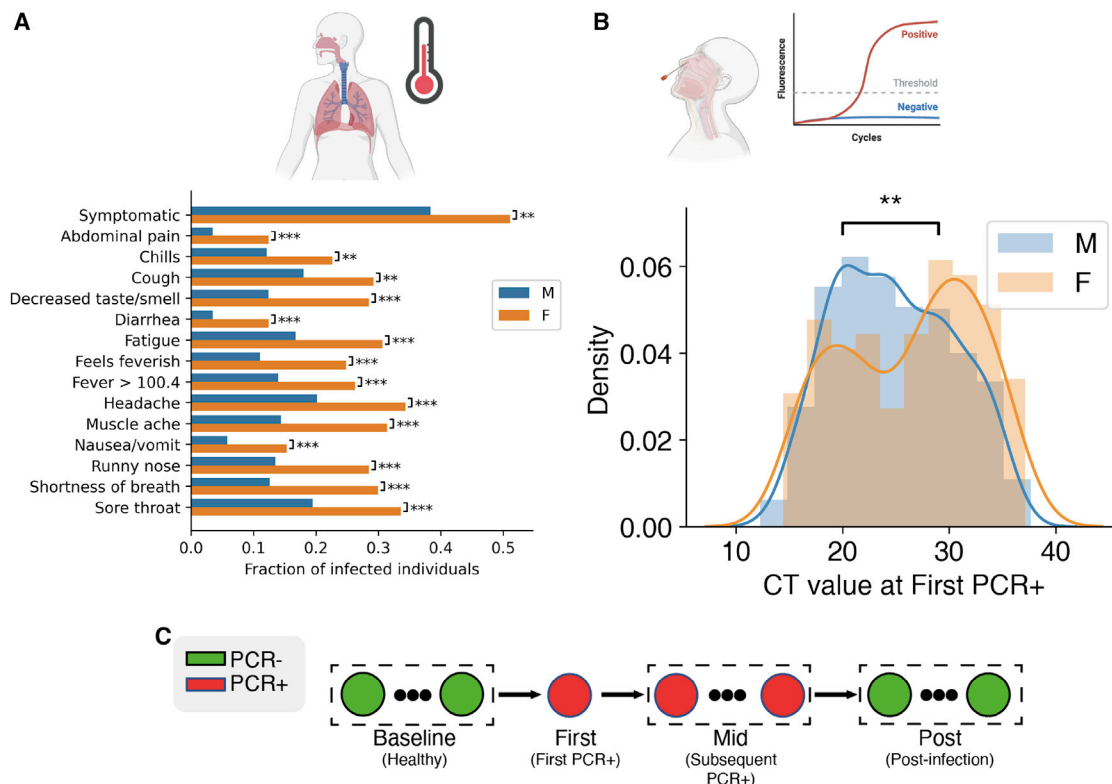 A
B
Fluorescence
Positive
Threshold
Negative
Cycles
Symptomatic
**
Abdominal pain
***
Chills
**
Cough
**
Decreased taste/smell
***
Diarrhea
***
Fatigue
***
Feels feverish
***
Fever > 100.4
***
Headache
***
Muscle ache
***
Nausea/vomit
***
Runny nose
***
Shortness of breath
***
Sore throat
***
M
F
0.0 0.1 0.2 0.3 0.4 0.5
Fraction of infected individuals
**
M
F
0.06
0.04
0.02
0.00
Density
10 20 30 40
CT value at First PCR+
C
PCR-
PCR+
Baseline
(Healthy)
First
(First PCR+)
Mid
(Subsequent
PCR+)
Post
(Post-infection)